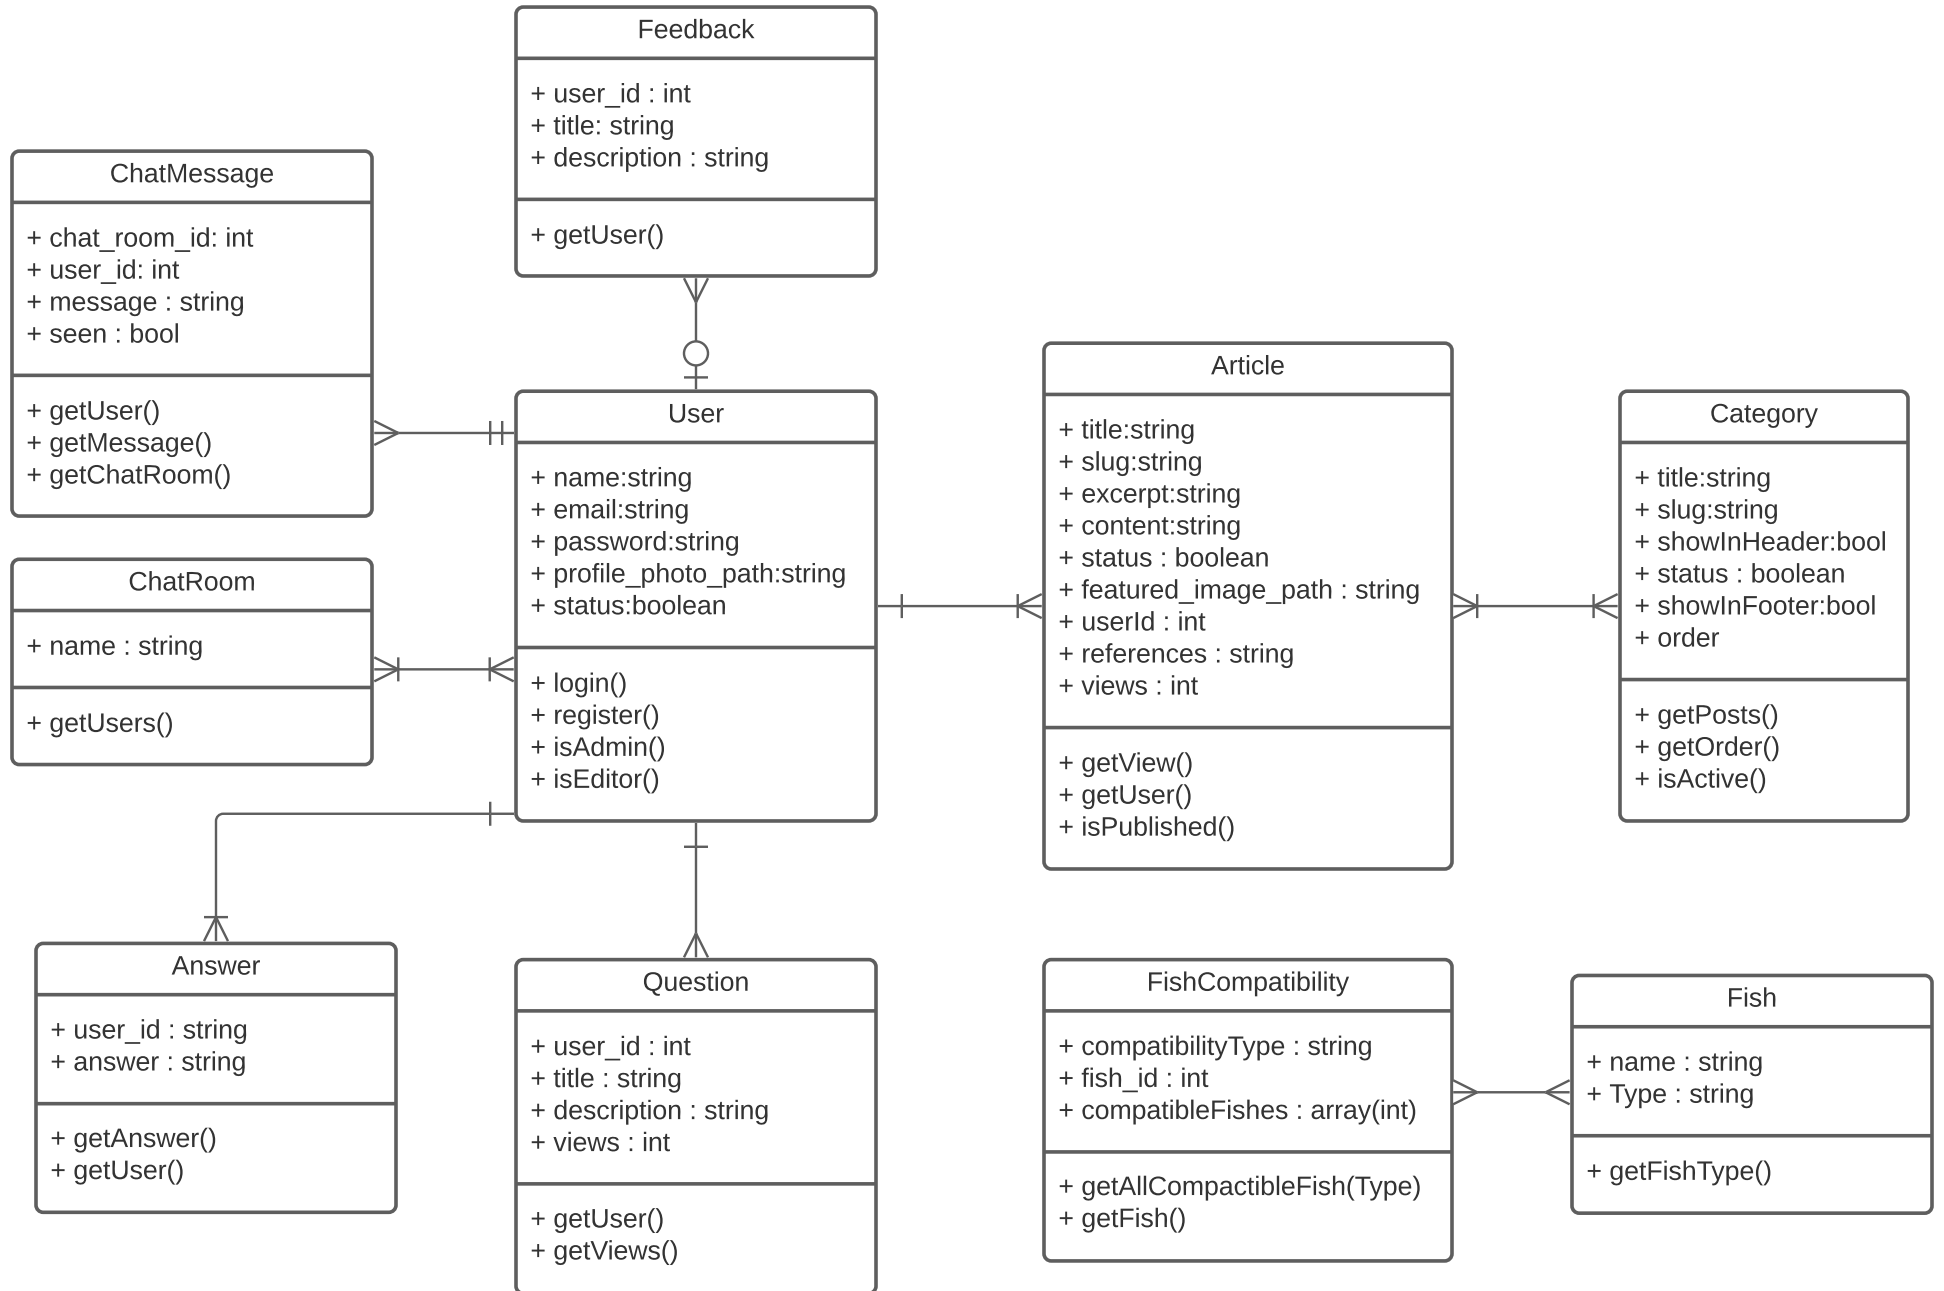 Feedback
+ user_id : int
+ title: string
+ description : string
+ getUser()
ChatMessage
+ chat_room_id: int
+ user_id: int
+ message : string
+ seen : bool
+ getUser()
+ getMessage()
+ getChatRoom()
User
+ name:string
+ email:string
+ password:string
+ profile_photo_path:string
+ status:boolean
+ login()
+ register()
+ isAdmin()
+ isEditor()
Article
+ title:string
+ slug:string
+ excerpt:string
+ content:string
+ status : boolean
+ featured_image_path : string
+ userId : int
+ references : string
+ views : int
+ getView()
+ getUser()
+ isPublished()
Category
+ title:string
+ slug:string
+ showInHeader:bool
+ status : boolean
+ showInFooter:bool
+ order
+ getPosts()
+ getOrder()
+ isActive()
ChatRoom
+ name : string
+ getUsers()
Answer
+ user_id : string
+ answer : string
+ getAnswer()
+ getUser()
Question
+ user_id : int
+ title : string
+ description : string
+ views : int
+ getUser()
+ getViews()
FishCompatibility
+ compatibilityType : string
+ fish_id : int
+ compatibleFishes : array(int)
+ getAllCompactibleFish(Type)
+ getFish()
Fish
+ name : string
+ Type : string
+ getFishType()